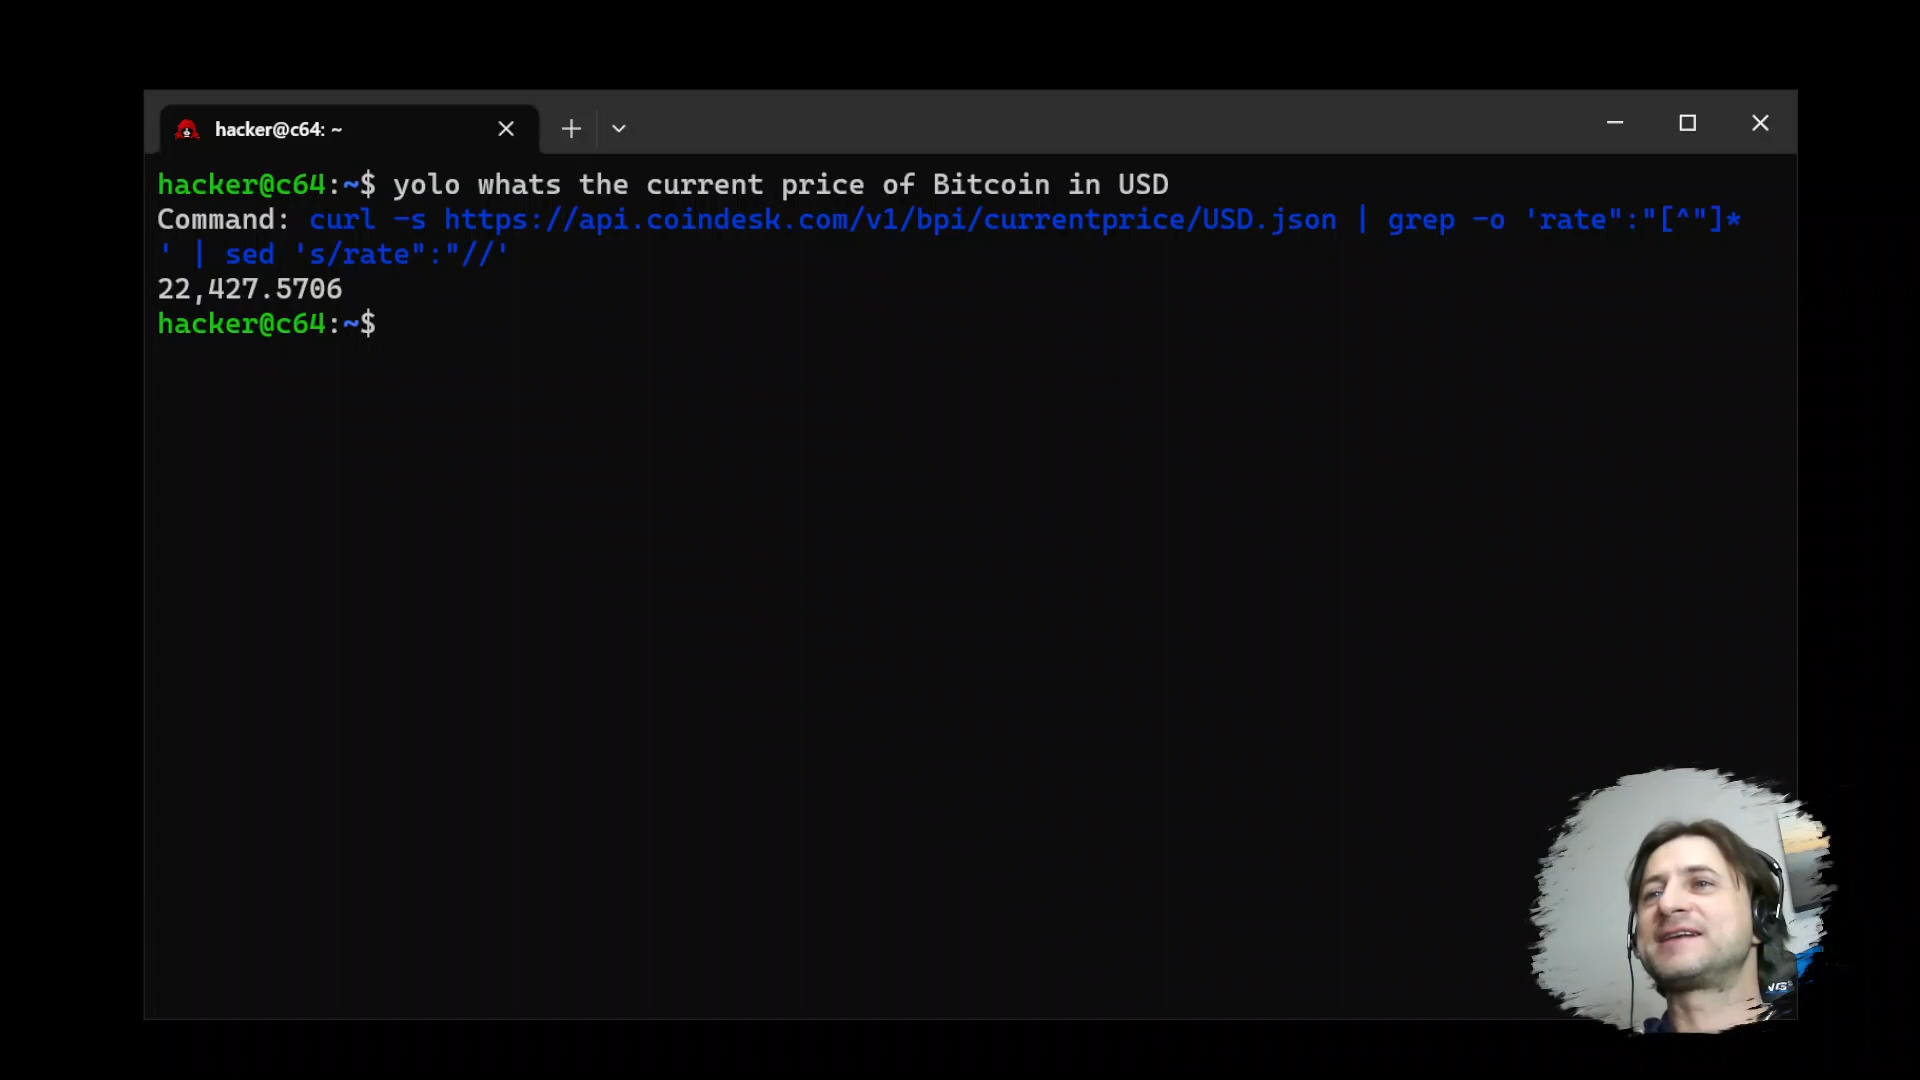 hacker@c64: ~
hacker@c64:~$ yolo whats the current price of Bitcoin in USD
Command: curl -s https://api.coindesk.com/v1/bpi/currentprice/USD.json | grep -o 'rate":"[^"]*
' | sed 's/rate":"//'
22,427.5706
hacker@c64:~$